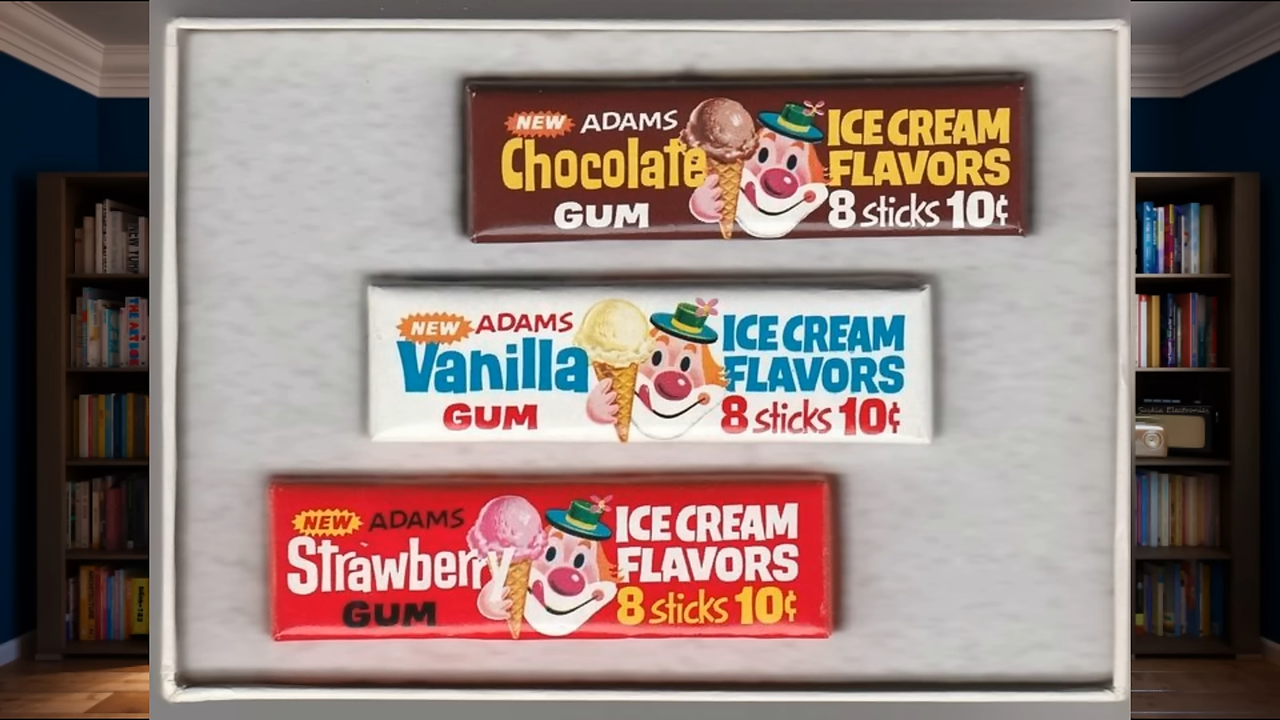 NEW ADAMS
Chocolate
GUM
ICE CREAM
FLAVORS
8 sticks 10¢
NEW ADAMS
Vanilla
GUM
ICE CREAM
FLAVORS
8 sticks 10¢
NEW ADAMS
Strawberry
GUM
ICE CREAM
FLAVORS
8 sticks 10¢